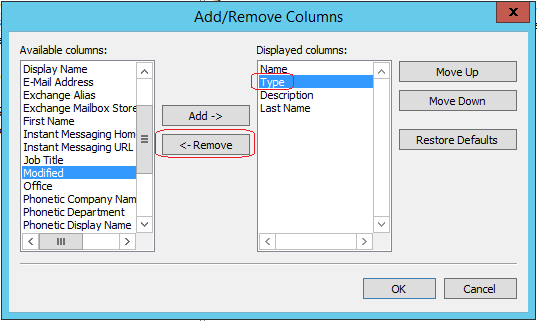 Add/Remove Columns
x
Available columns:
Display Name
E-Mail Address
Exchange Alias
Exchange Mailbox Store
First Name
Instant Messaging Hom
Instant Messaging URL
Job Title
Modified
Office
Phonetic Company Nam
Phonetic Department
Phonetic Display Name
Add ->
<- Remove
Displayed columns:
Name
Type
Description
Last Name
Move Up
Move Down
Restore Defaults
OK
Cancel